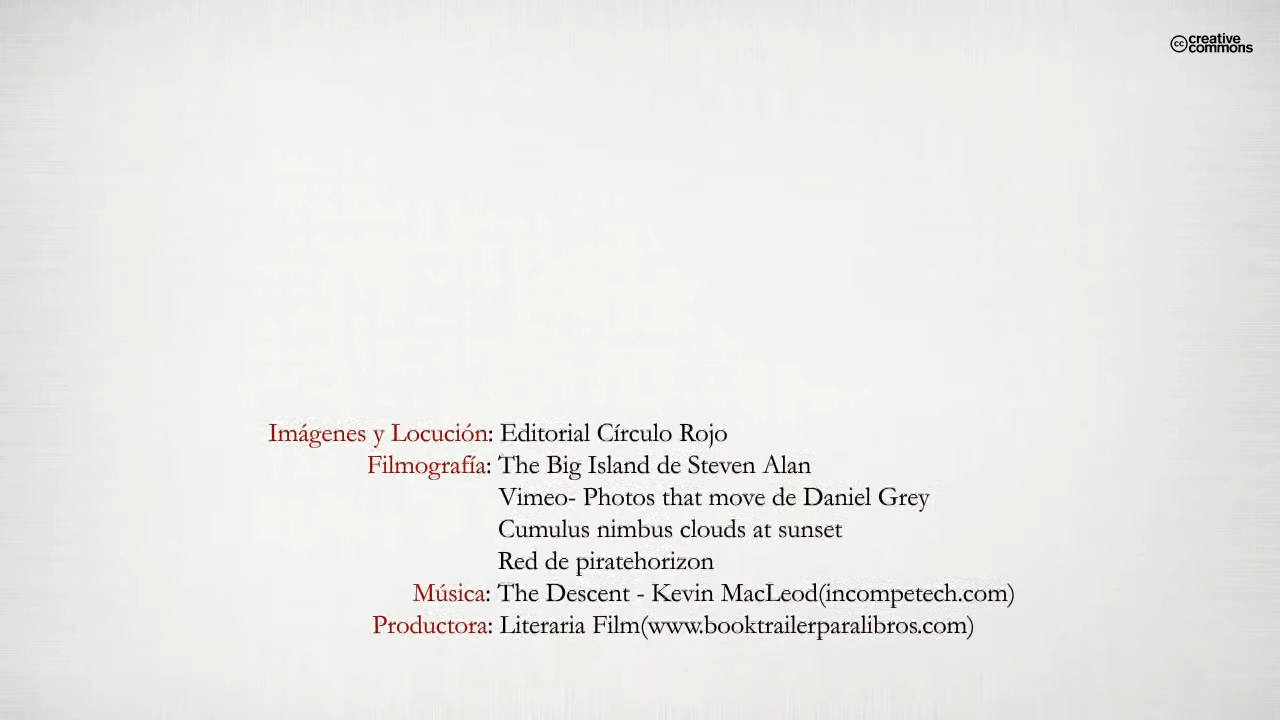 cc creative
commons
Imágenes y Locución: Editorial Círculo Rojo
Filmografía: The Big Island de Steven Alan
Vimeo- Photos that move de Daniel Grey
Cumulus nimbus clouds at sunset
Red de piratehorizon
Música: The Descent - Kevin MacLeod(incompetech.com)
Productora: Literaria Film(www.booktrailerparalibros.com)